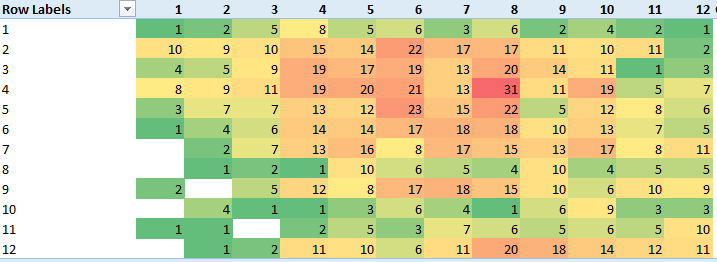 Row Labels 1 2 3 4 5 6 7 8 9 10 11 12
1 1 2 5 8 5 6 3 6 2 4 2 1
2 10 9 10 15 14 22 17 17 11 10 11 2
3 4 5 9 19 17 19 13 20 14 11 1 3
4 8 9 11 19 20 21 13 31 11 19 5 7
5 3 7 7 13 12 23 15 22 5 12 8 6
6 1 4 6 14 14 17 18 18 10 13 7 5
7 2 7 13 16 8 17 15 13 17 8 11
8 1 2 1 10 6 5 4 10 4 5 5
9 2 5 12 8 17 18 15 10 6 10 9
10 4 1 1 3 6 4 1 6 9 3 3
11 1 1 2 5 3 7 6 5 6 5 10
12 1 2 11 10 6 11 20 18 14 12 11